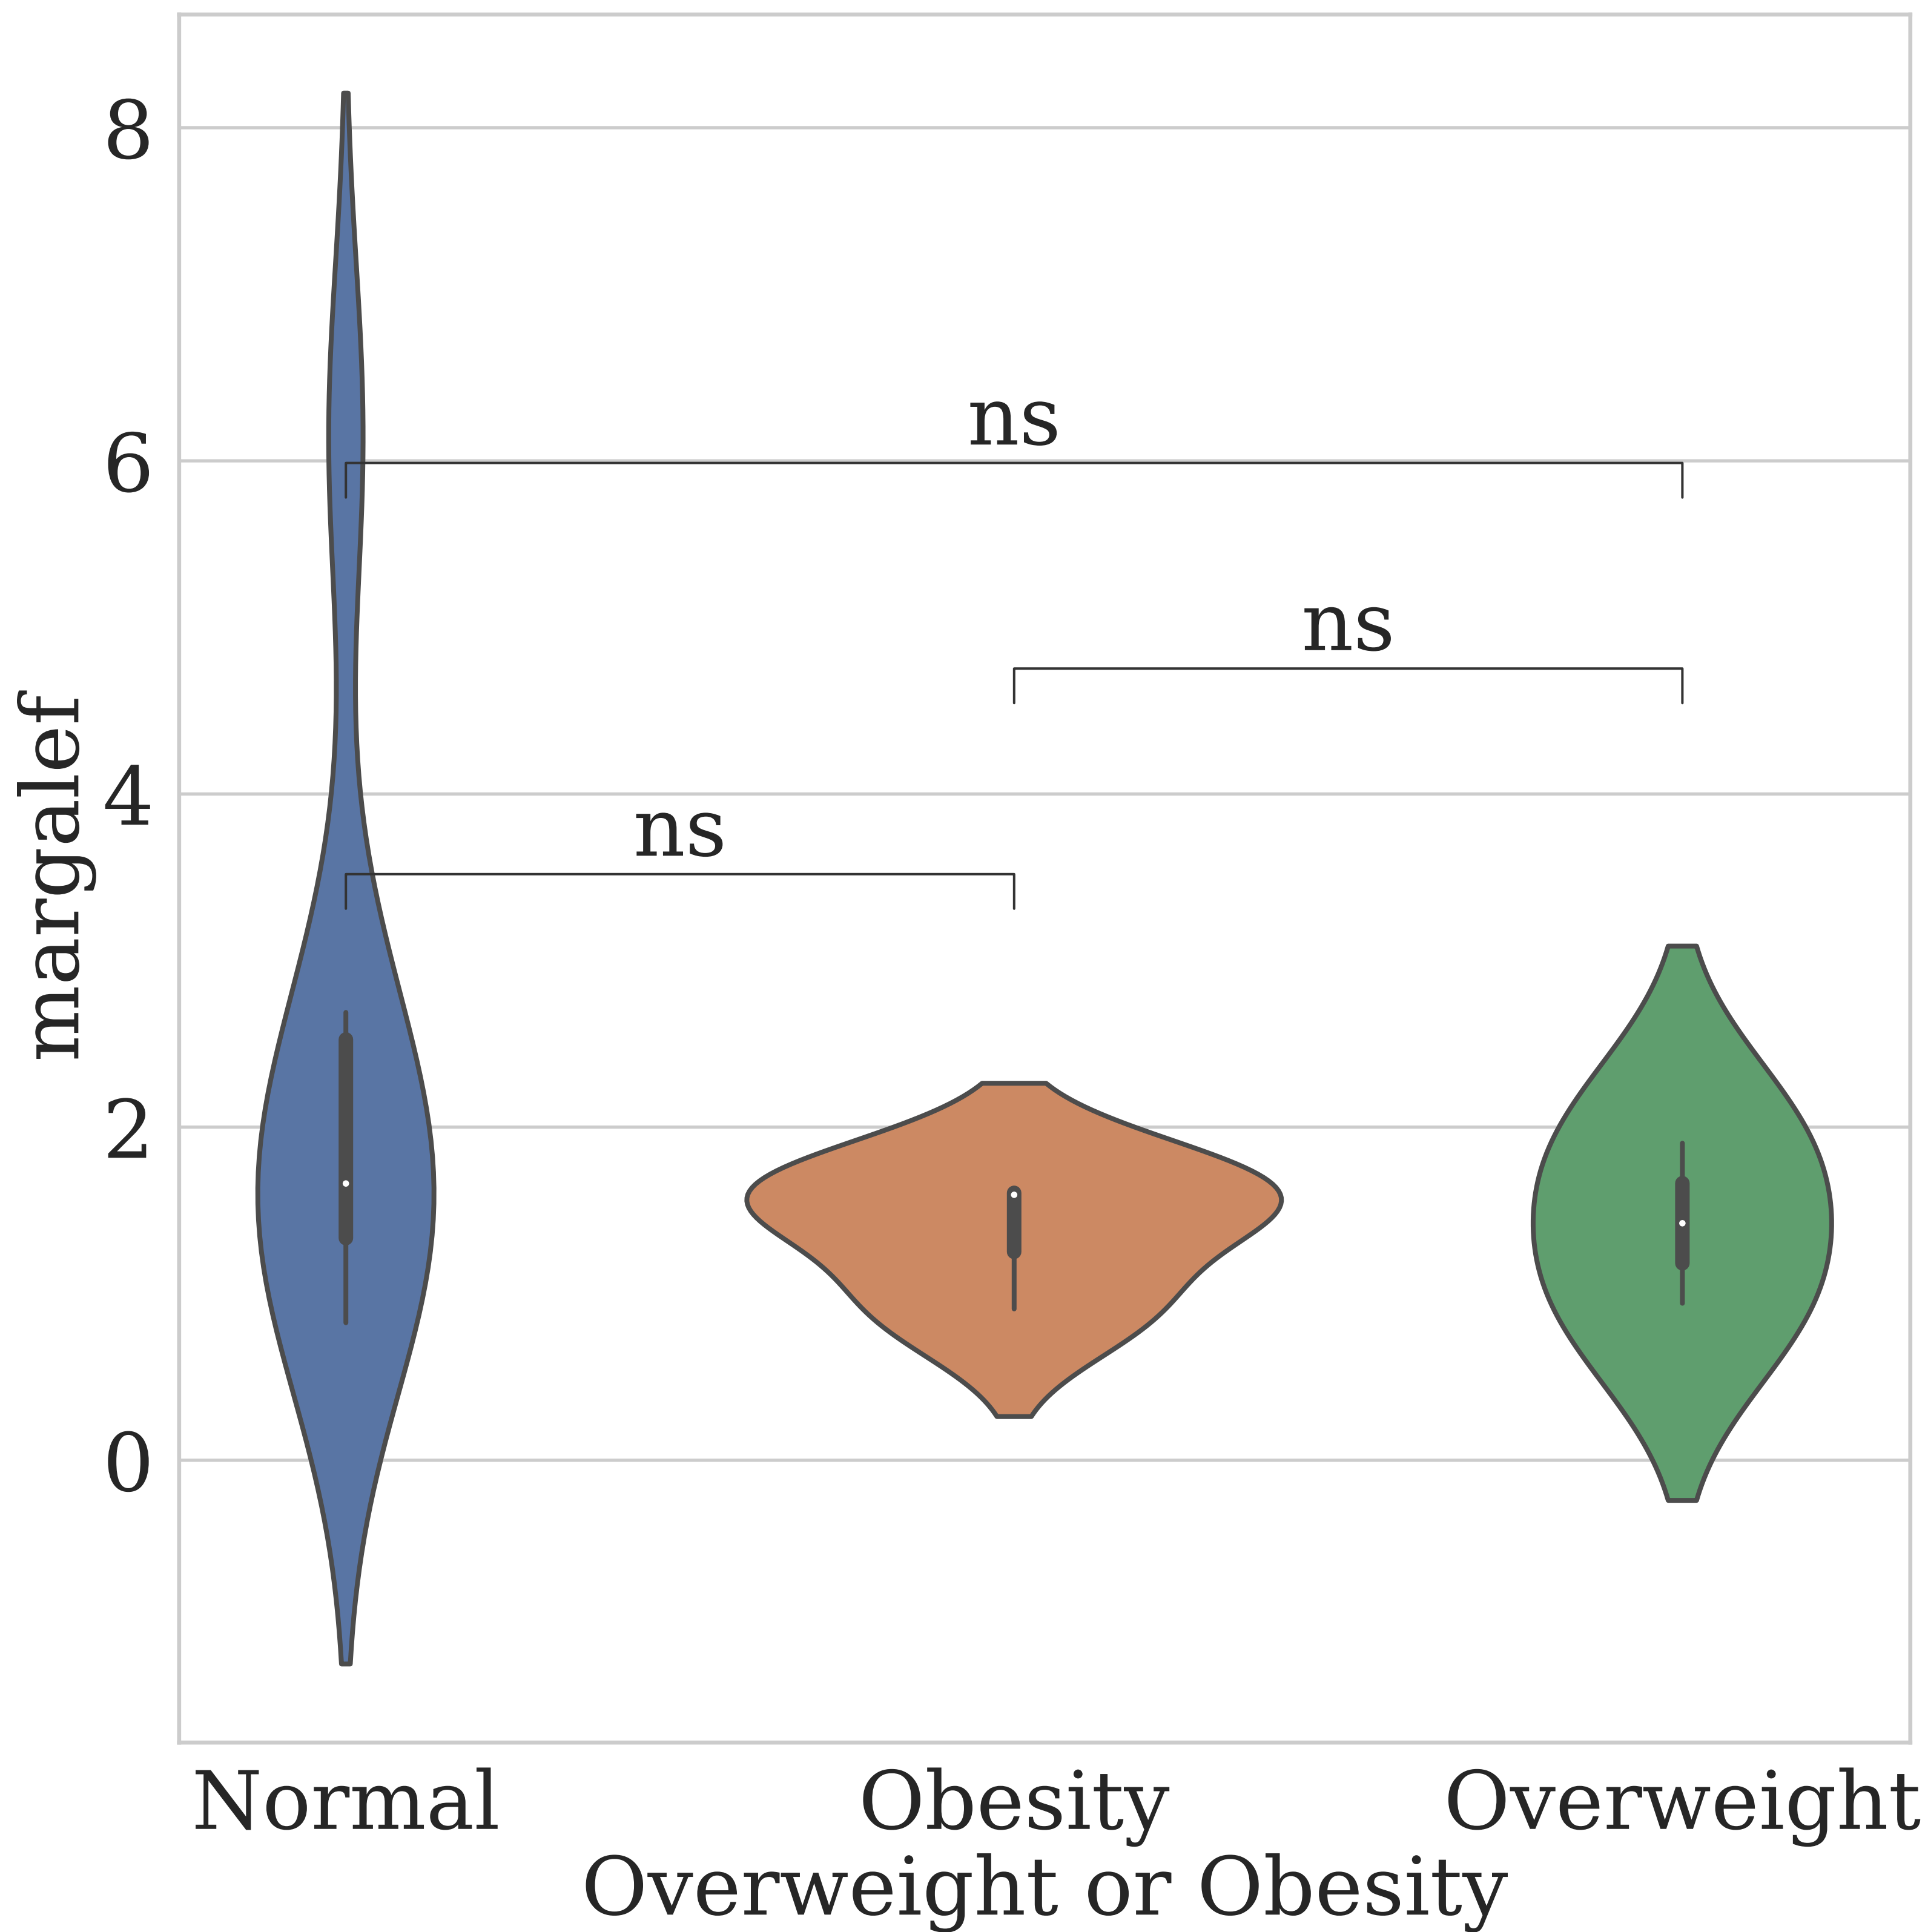 margalef
8
6
4
2
0
ns
ns
ns
Normal Obesity Overweight
Overweight or Obesity